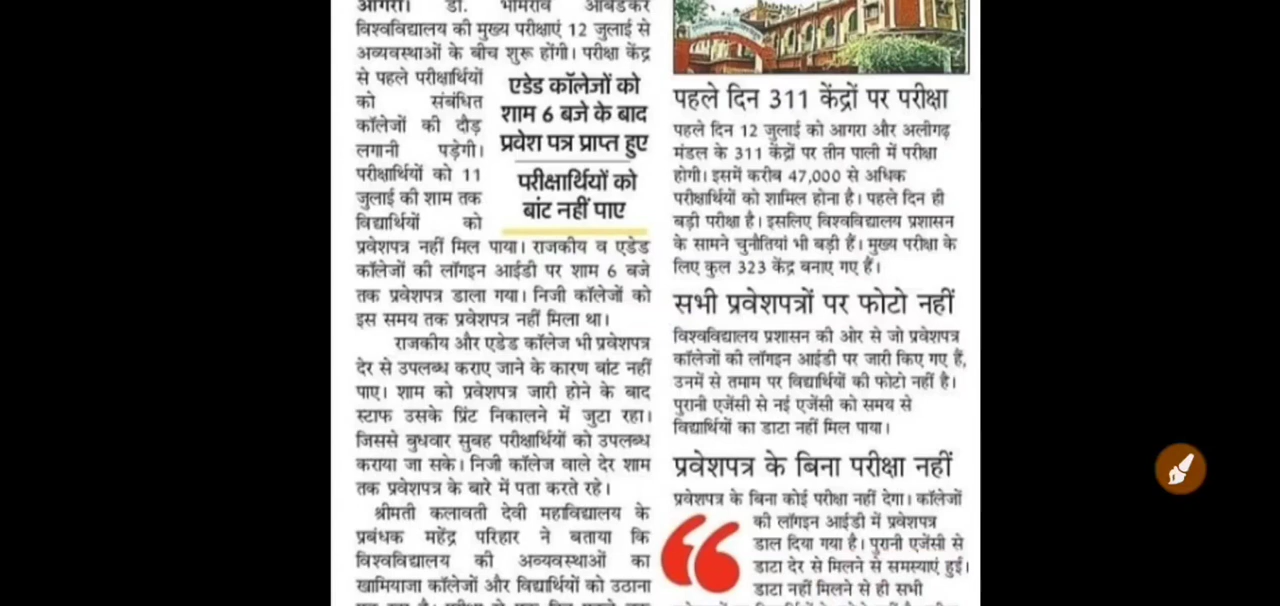 आगरा। डॉ. भीमराव आंबेडकर
विश्वविद्यालय की मुख्य परीक्षाएं 12 जुलाई से
अव्यवस्थाओं के बीच शुरू होंगी। परीक्षा केंद्र
से पहले परीक्षार्थियों
को संबंधित
कॉलेजों की दौड़
लगानी पड़ेगी।
परीक्षार्थियों को 11
जुलाई की शाम तक
विद्यार्थियों को
एडेड कॉलेजों को
शाम 6 बजे के बाद
प्रवेश पत्र प्राप्त हुए
परीक्षार्थियों को
बांट नहीं पाए
प्रवेशपत्र नहीं मिल पाया। राजकीय व एडेड
कॉलेजों की लॉगइन आईडी पर शाम 6 बजे
तक प्रवेशपत्र डाला गया। निजी कॉलेजों को
इस समय तक प्रवेशपत्र नहीं मिला था।
राजकीय और एडेड कॉलेज भी प्रवेशपत्र
देर से उपलब्ध कराए जाने के कारण बांट नहीं
पाए। शाम को प्रवेशपत्र जारी होने के बाद
स्टाफ उसके प्रिंट निकालने में जुटा रहा।
जिससे बुधवार सुबह परीक्षार्थियों को उपलब्ध
कराया जा सके। निजी कॉलेज वाले देर शाम
तक प्रवेशपत्र के बारे में पता करते रहे।
श्रीमती कलावती देवी महाविद्यालय के
प्रबंधक महेंद्र परिहार ने बताया कि
विश्वविद्यालय की अव्यवस्थाओं का
खामियाजा कॉलेजों और विद्यार्थियों को उठाना
पहले दिन 311 केंद्रों पर परीक्षा
पहले दिन 12 जुलाई को आगरा और अलीगढ़
मंडल के 311 केंद्रों पर तीन पाली में परीक्षा
होगी। इसमें करीब 47,000 से अधिक
परीक्षार्थियों को शामिल होना है। पहले दिन ही
बड़ी परीक्षा है। इसलिए विश्वविद्यालय प्रशासन
के सामने चुनौतियां भी बड़ी हैं। मुख्य परीक्षा के
लिए कुल 323 केंद्र बनाए गए हैं।
सभी प्रवेशपत्रों पर फोटो नहीं
विश्वविद्यालय प्रशासन की ओर से जो प्रवेशपत्र
कॉलेजों की लॉगइन आईडी पर जारी किए गए हैं,
उनमें से तमाम पर विद्यार्थियों की फोटो नहीं है।
पुरानी एजेंसी से नई एजेंसी को समय से
विद्यार्थियों का डाटा नहीं मिल पाया।
प्रवेशपत्र के बिना परीक्षा नहीं
प्रवेशपत्र के बिना कोई परीक्षा नहीं देगा। कॉलेजों
की लॉगइन आईडी में प्रवेशपत्र
डाल दिया गया है। पुरानी एजेंसी से
डाटा देर से मिलने से समस्याएं हुईं।
डाटा नहीं मिलने से ही सभी